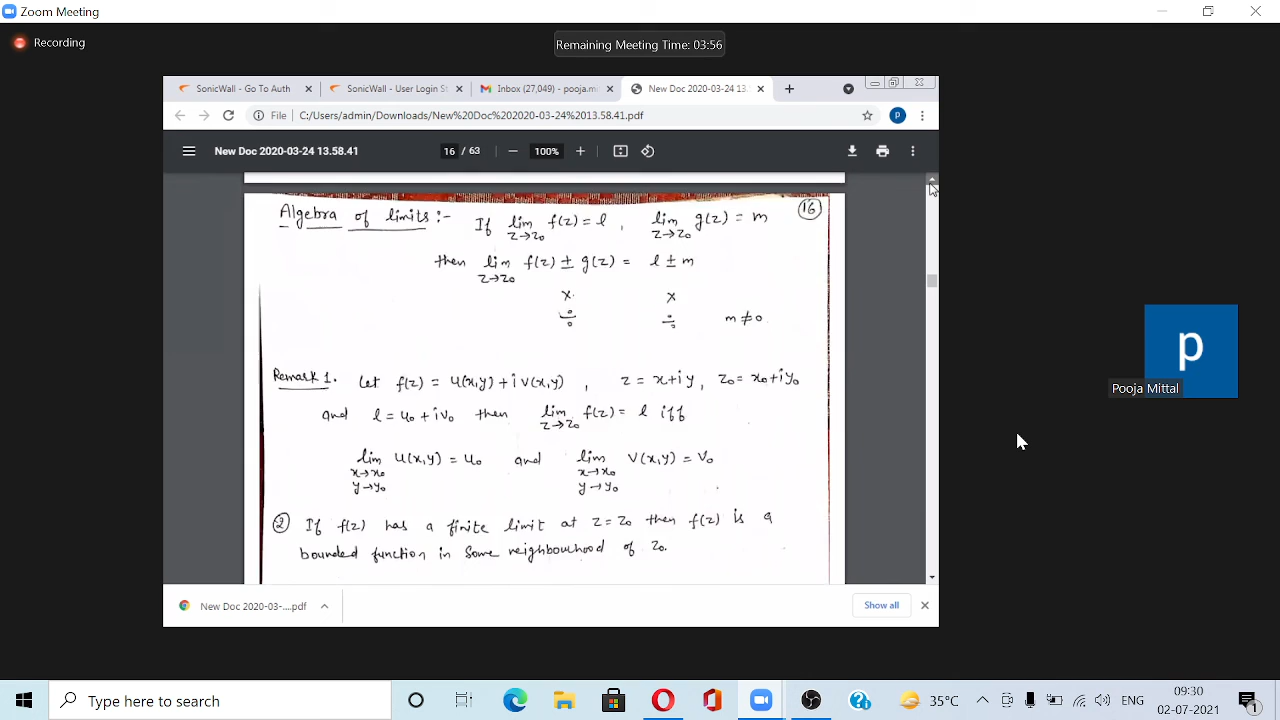 Zoom Meeting
Recording
Remaining Meeting Time: 03:56
SonicWall - Go To Auth
SonicWall - User Login S
Inbox (27,049) - pooja.m
New Doc 2020-03-24 13.
File
C:/Users/admin/Downloads/New%20Doc%202020-03-24%2013.58.41.pdf
p
New Doc 2020-03-24 13.58.41
16 / 63
100%
Algebra of limits :- If lim z→z₀ f(z) = l , lim z→z₀ g(z) = m
16
then lim z→z₀ f(z) ± g(z) = l ± m
× ×
÷ ÷ m ≠ 0
Remark 1. Let f(z) = u(x,y) + i v(x,y) , z = x+iy , z₀ = x₀+iy₀
and l = u₀ + iv₀ then lim z→z₀ f(z) = l iff
lim x→x₀ y→y₀ u(x,y) = u₀ and lim x→x₀ y→y₀ v(x,y) = v₀
② If f(z) has a finite limit at z = z₀ then f(z) is a
bounded function in some neighbouhood of z₀.
p
Pooja Mittal
New Doc 2020-03-....pdf
Show all
Type here to search
35°C
ENG
09:30
02-07-2021
1